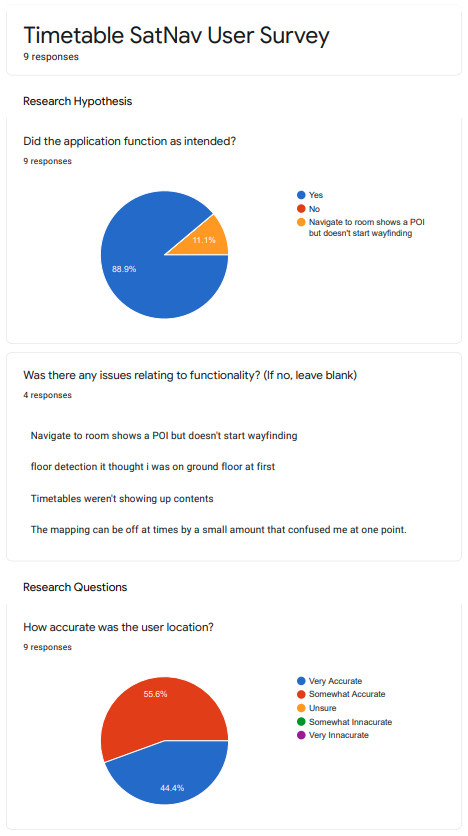 Timetable SatNav User Survey
9 responses
Research Hypothesis
Did the application function as intended?
9 responses
Yes
No
Navigate to room shows a POI
but doesn't start wayfinding
11.1%
88.9%
Was there any issues relating to functionality? (If no, leave blank)
4 responses
Navigate to room shows a POI but doesn't start wayfinding
floor detection it thought i was on ground floor at first
Timetables weren't showing up contents
The mapping can be off at times by a small amount that confused me at one point.
Research Questions
How accurate was the user location?
9 responses
Very Accurate
Somewhat Accurate
Unsure
Somewhat Innacurate
Very Innacurate
55.6%
44.4%